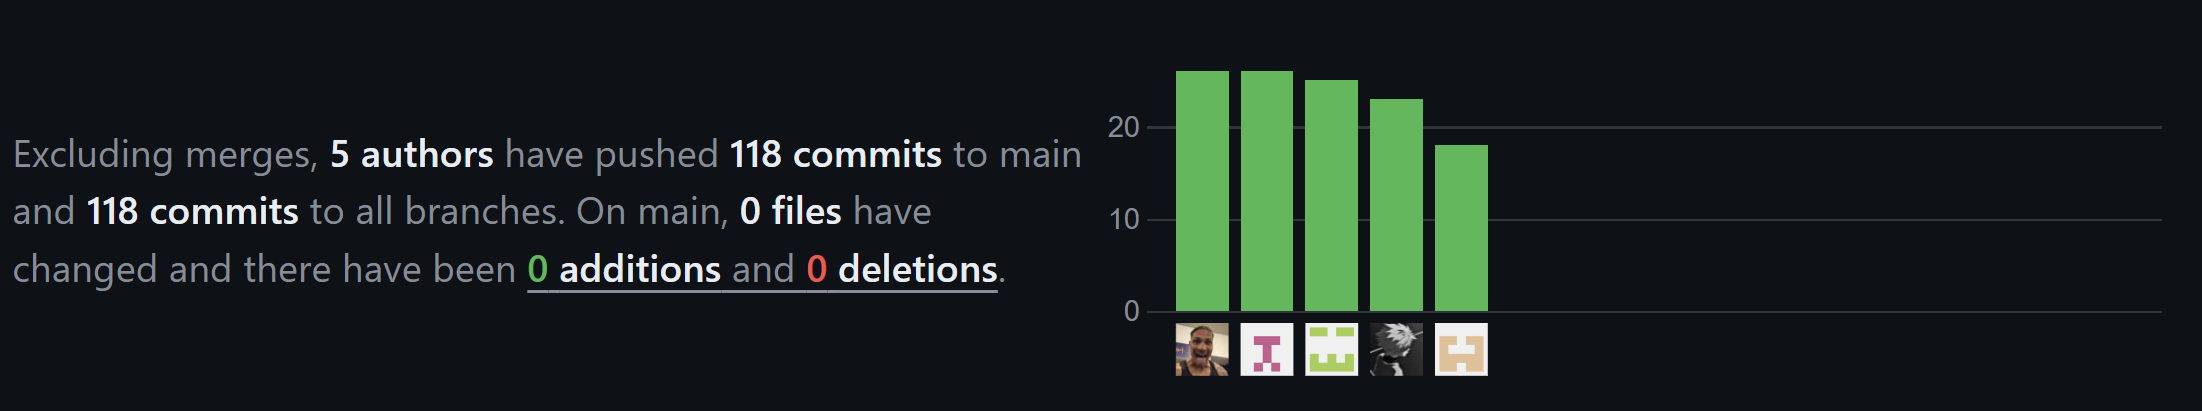 Excluding merges, 5 authors have pushed 118 commits to main
and 118 commits to all branches. On main, 0 files have
changed and there have been 0 additions and 0 deletions.
20
10
0